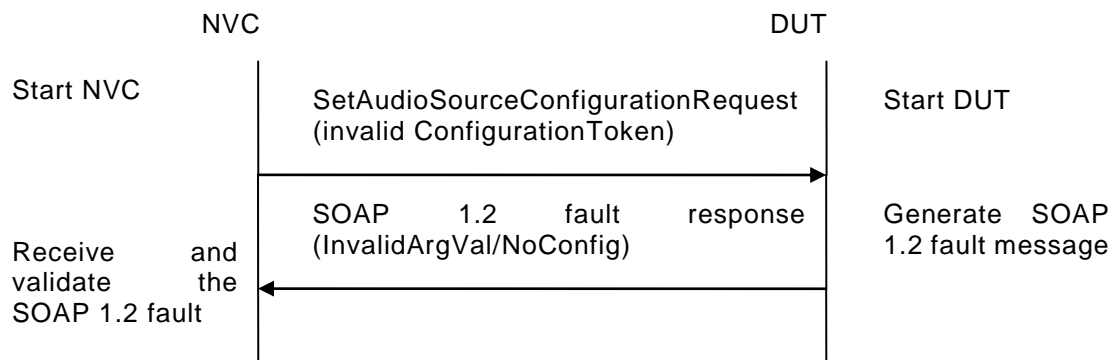 NVC
DUT
Start NVC
SetAudioSourceConfigurationRequest
(invalid ConfigurationToken)
Start DUT
SOAP 1.2 fault response
(InvalidArgVal/NoConfig)
Generate SOAP
1.2 fault message
Receive and
validate the
SOAP 1.2 fault